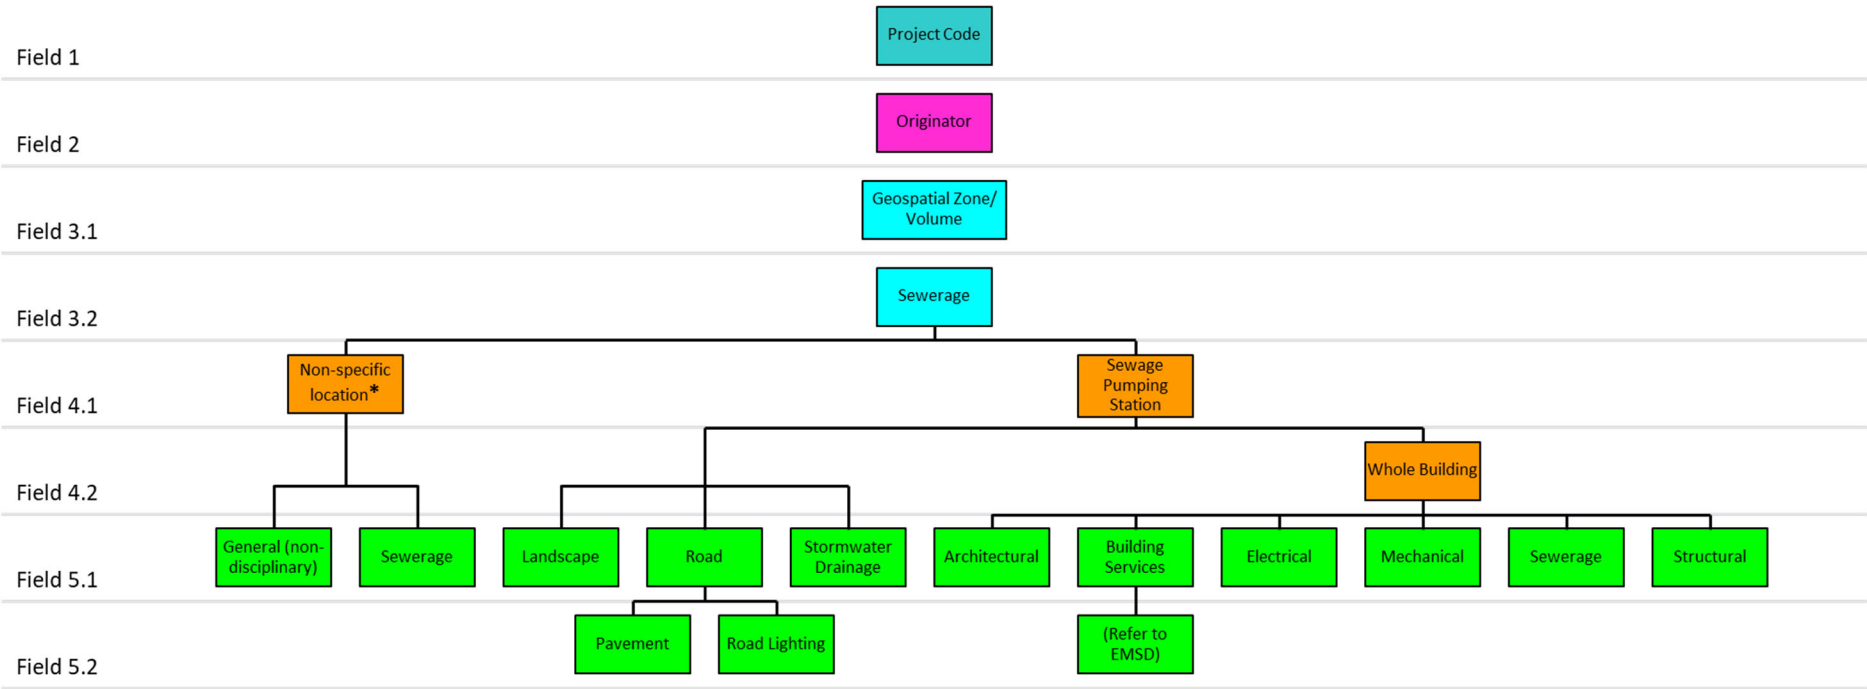 Project Code
Field 1
Originator
Field 2
Geospatial Zone/
Volume
Field 3.1
Sewerage
Field 3.2
Non-specific
location*
Sewage
Pumping
Station
Field 4.1
Whole Building
Field 4.2
General (non-
disciplinary)
Sewerage
Landscape
Road
Stormwater
Drainage
Architectural
Building
Services
Electrical
Mechanical
Sewerage
Structural
Field 5.1
Pavement
Road Lighting
(Refer to
EMSD)
Field 5.2